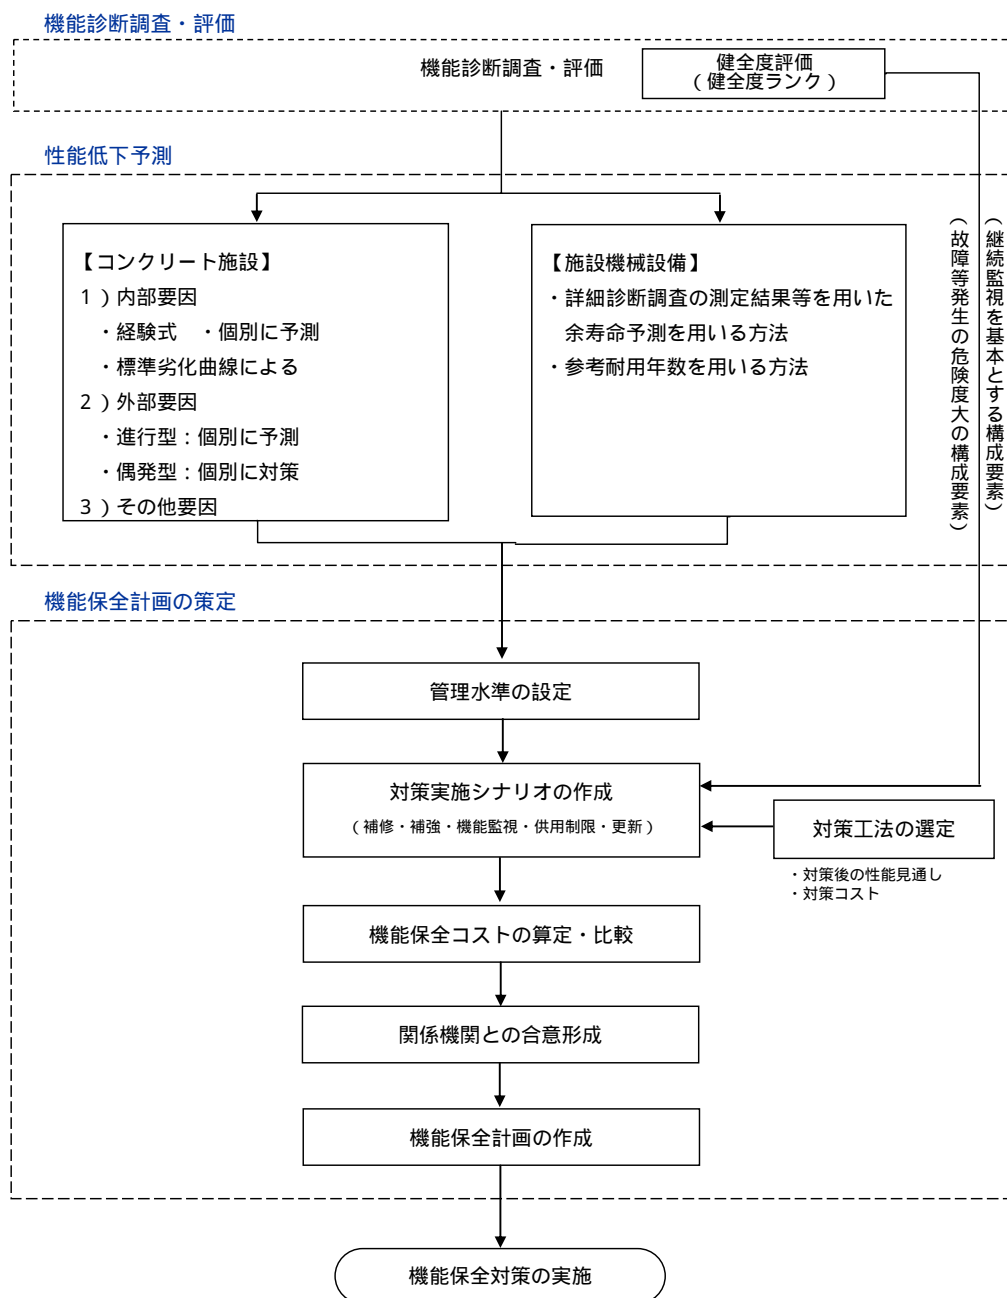 機能診断調査・評価
機能診断調査・評価
健全度評価
（健全度ランク）
性能低下予測
【コンクリート施設】
１）内部要因
・経験式　・個別に予測
・標準劣化曲線による
２）外部要因
・進行型：個別に予測
・偶発型：個別に対策
３）その他要因
【施設機械設備】
・詳細診断調査の測定結果等を用いた
余寿命予測を用いる方法
・参考耐用年数を用いる方法
（継続監視を基本とする構成要素）
（故障等発生の危険度大の構成要素）
機能保全計画の策定
管理水準の設定
対策実施シナリオの作成
（補修・補強・機能監視・供用制限・更新）
対策工法の選定
・対策後の性能見通し
・対策コスト
機能保全コストの算定・比較
関係機関との合意形成
機能保全計画の作成
機能保全対策の実施